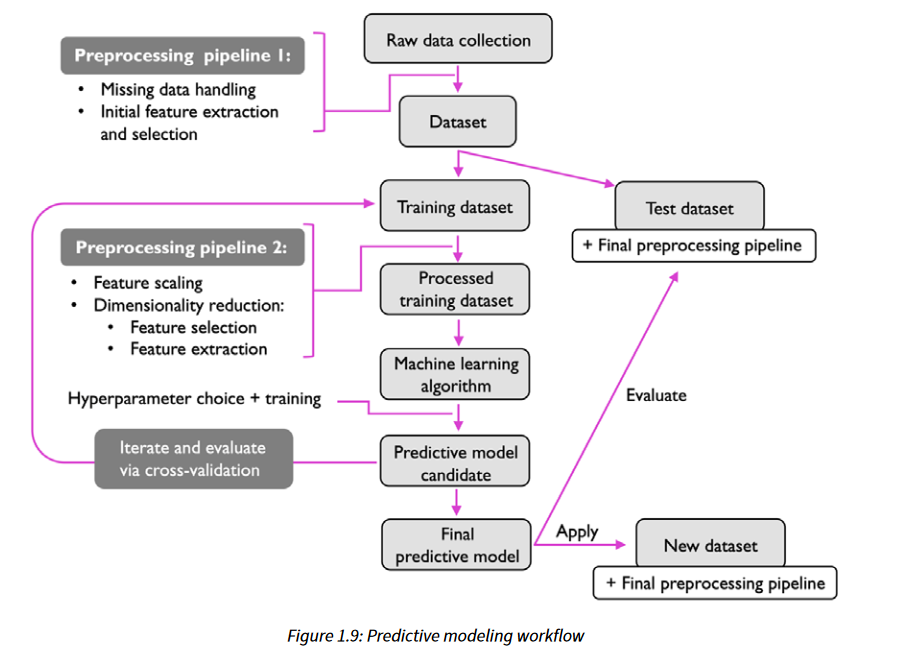 Raw data collection
Preprocessing pipeline 1:
• Missing data handling
• Initial feature extraction
and selection
Dataset
Training dataset
Test dataset
+ Final preprocessing pipeline
Preprocessing pipeline 2:
• Feature scaling
• Dimensionality reduction:
• Feature selection
• Feature extraction
Processed
training dataset
Machine learning
algorithm
Hyperparameter choice + training
Evaluate
Iterate and evaluate
via cross-validation
Predictive model
candidate
Final
predictive model
Apply
New dataset
+ Final preprocessing pipeline
Figure 1.9: Predictive modeling workflow